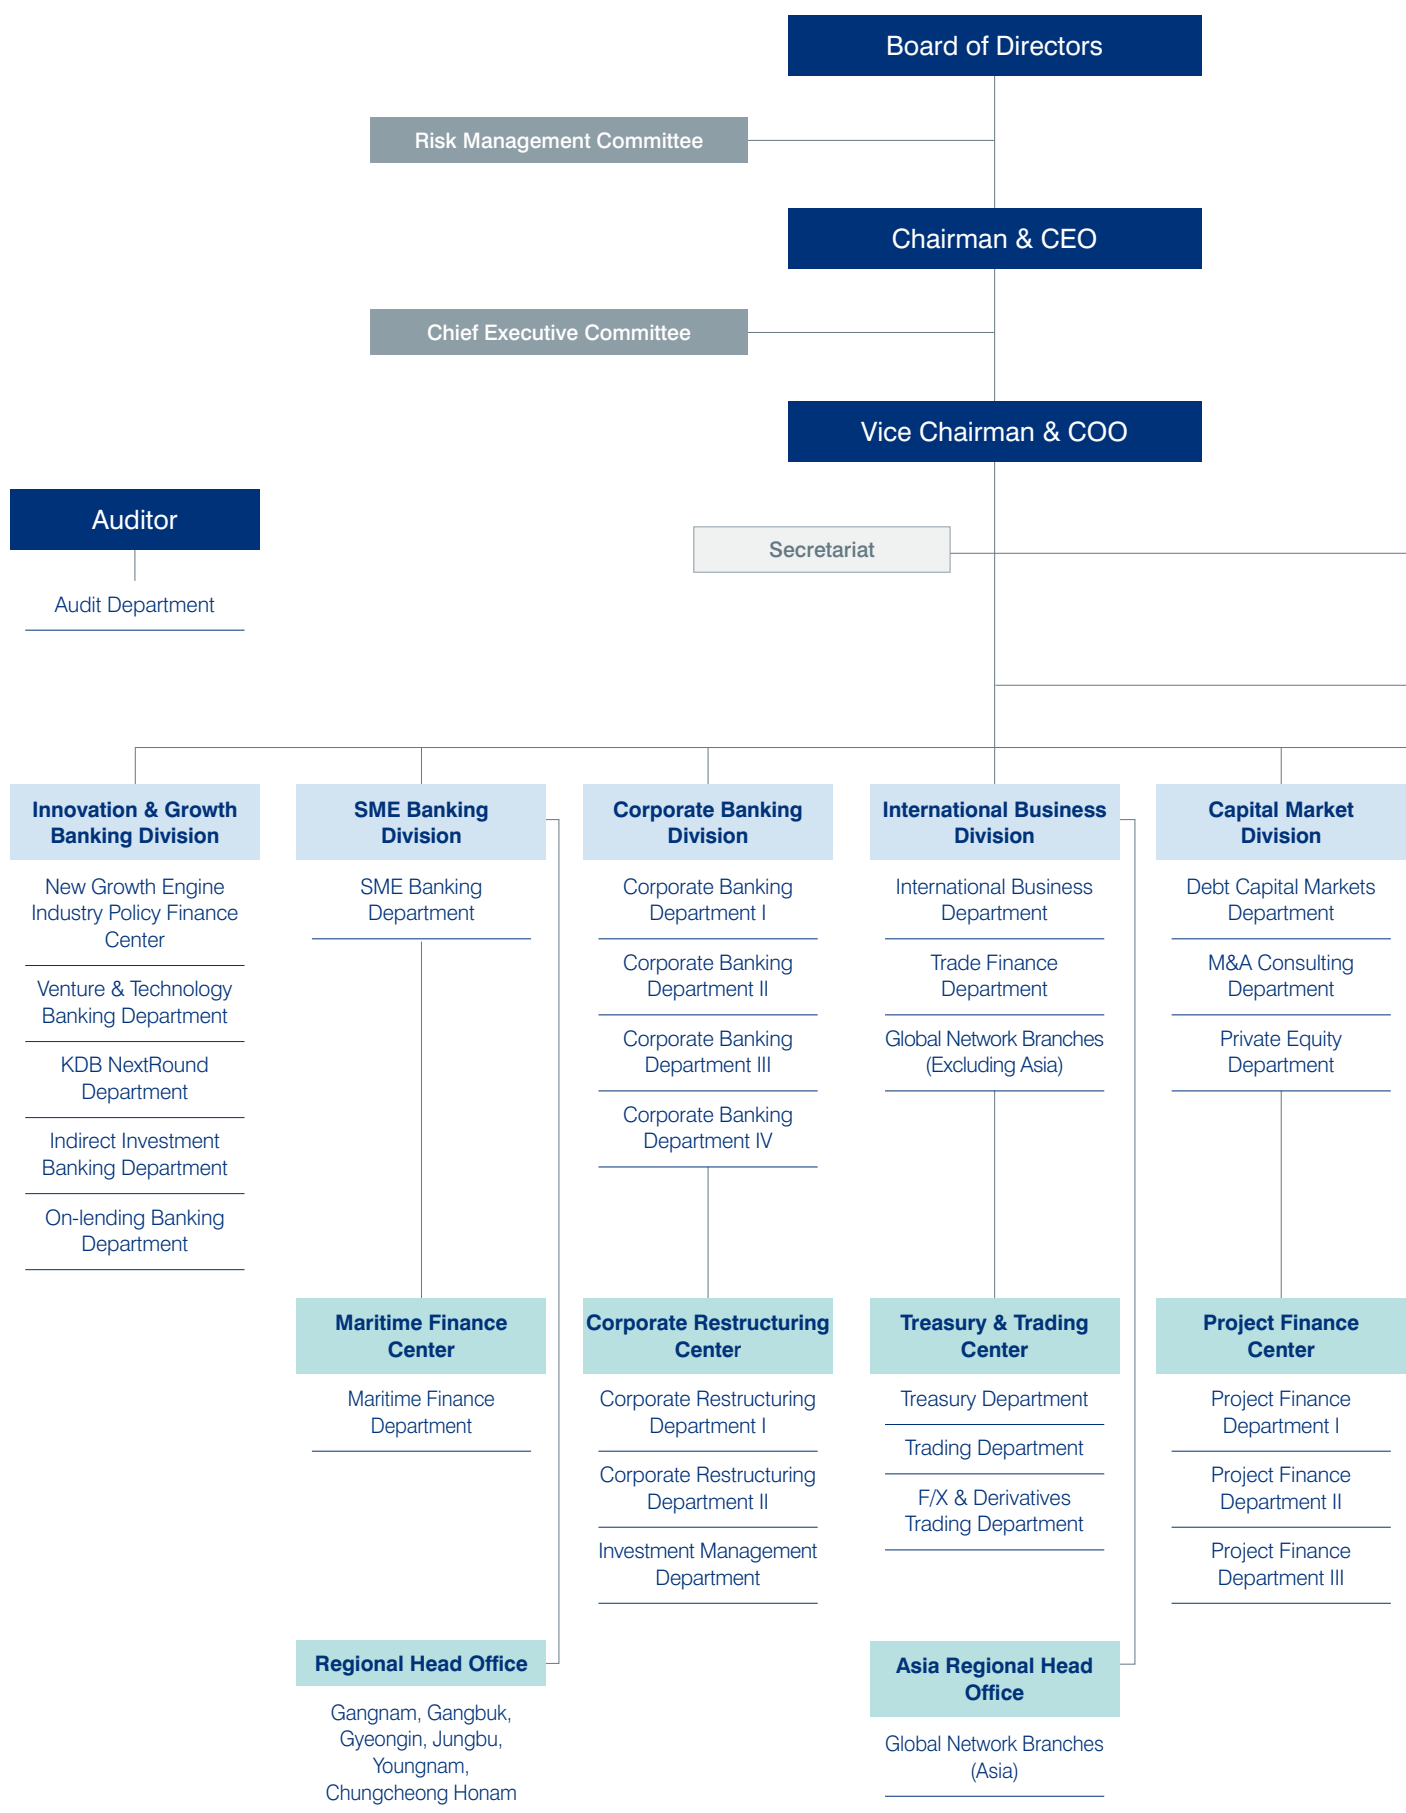 Board of Directors
Risk Management Committee
Chairman & CEO
Chief Executive Committee
Vice Chairman & COO
Auditor
Audit Department
Secretariat
Innovation & Growth
Banking Division
New Growth Engine
Industry Policy Finance
Center
Venture & Technology
Banking Department
KDB NextRound
Department
Indirect Investment
Banking Department
On-lending Banking
Department
SME Banking
Division
SME Banking
Department
Maritime Finance
Center
Maritime Finance
Department
Regional Head Office
Gangnam, Gangbuk,
Gyeongin, Jungbu,
Youngnam,
Chungcheong Honam
Corporate Banking
Division
Corporate Banking
Department I
Corporate Banking
Department II
Corporate Banking
Department III
Corporate Banking
Department IV
Corporate Restructuring
Center
Corporate Restructuring
Department I
Corporate Restructuring
Department II
Investment Management
Department
International Business
Division
International Business
Department
Trade Finance
Department
Global Network Branches
(Excluding Asia)
Treasury & Trading
Center
Treasury Department
Trading Department
F/X & Derivatives
Trading Department
Asia Regional Head
Office
Global Network Branches
(Asia)
Capital Market
Division
Debt Capital Markets
Department
M&A Consulting
Department
Private Equity
Department
Project Finance
Center
Project Finance
Department I
Project Finance
Department II
Project Finance
Department III